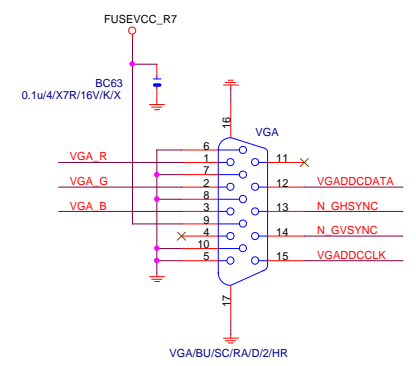 FUSEVCC_R7
BC63
0.1u/4/X7R/16V/K/X
16
VGA
6
VGA_R 1 11
7
VGA_G 2 12 VGADDCDATA
8
VGA_B 3 13 N_GHSYNC
9
4 14 N_GVSYNC
10
5 15 VGADDCCLK
17
VGA/BU/SC/RA/D/2/HR